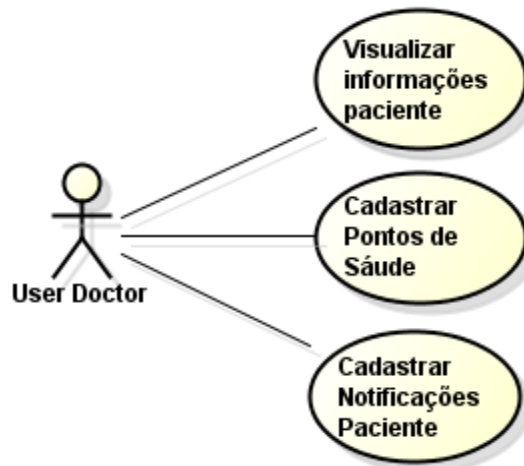 Visualizar
informações
paciente
Cadastrar
Pontos de
Sáude
User Doctor
Cadastrar
Notificações
Paciente